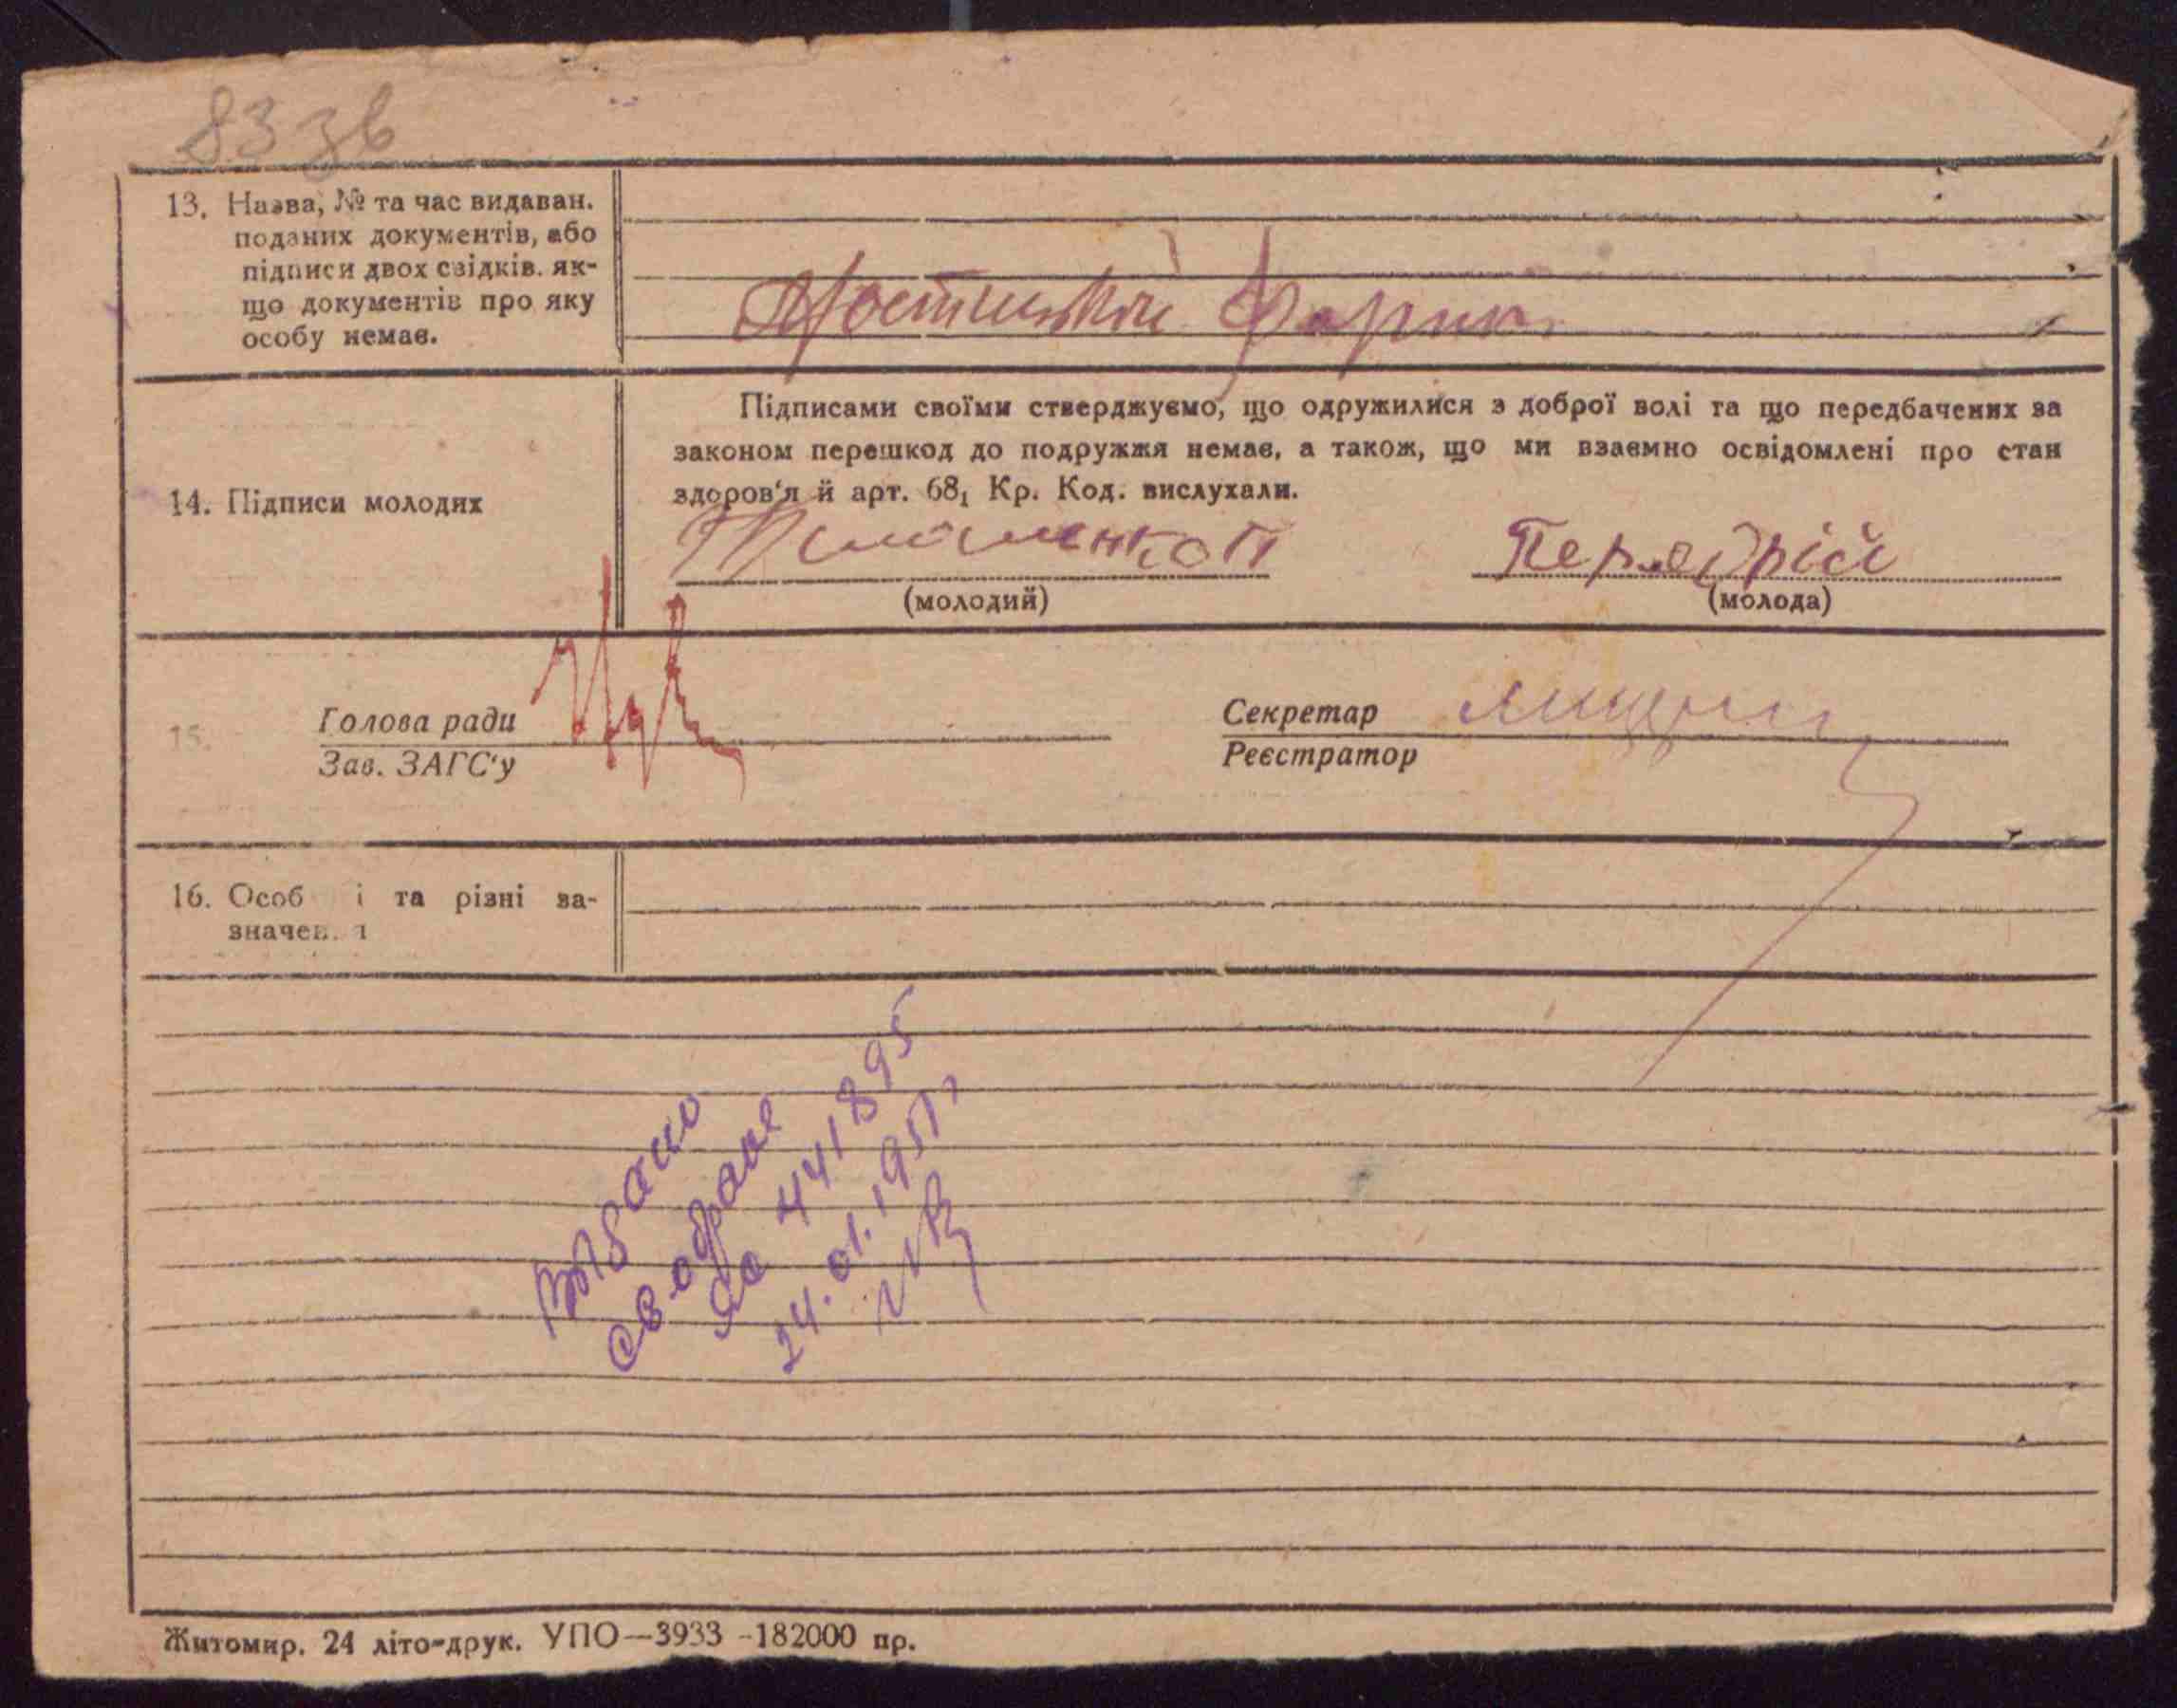 83 зв
13. Назва, № та час видаван.
поданих документів, або
підписи двох свідків. як-
що документів про яку
особу немає.
Підписами своїми стверджуємо, що одружилися з доброї волі та що передбачених за
законом перешкод до подружжя немає, а також, що ми взаємно освідомлені про стан
здоров'я й арт. 68₁ Кр. Код. вислухали.
14. Підписи молодих
(молодий)
(молода)
15. Голова ради
Зав. ЗАГС'у
Секретар
Реєстратор
16. Особ і та різні за-
значен. я
441895
24.01.1951
Житомир. 24 літо-друк. УПО—3933 -182000 пр.